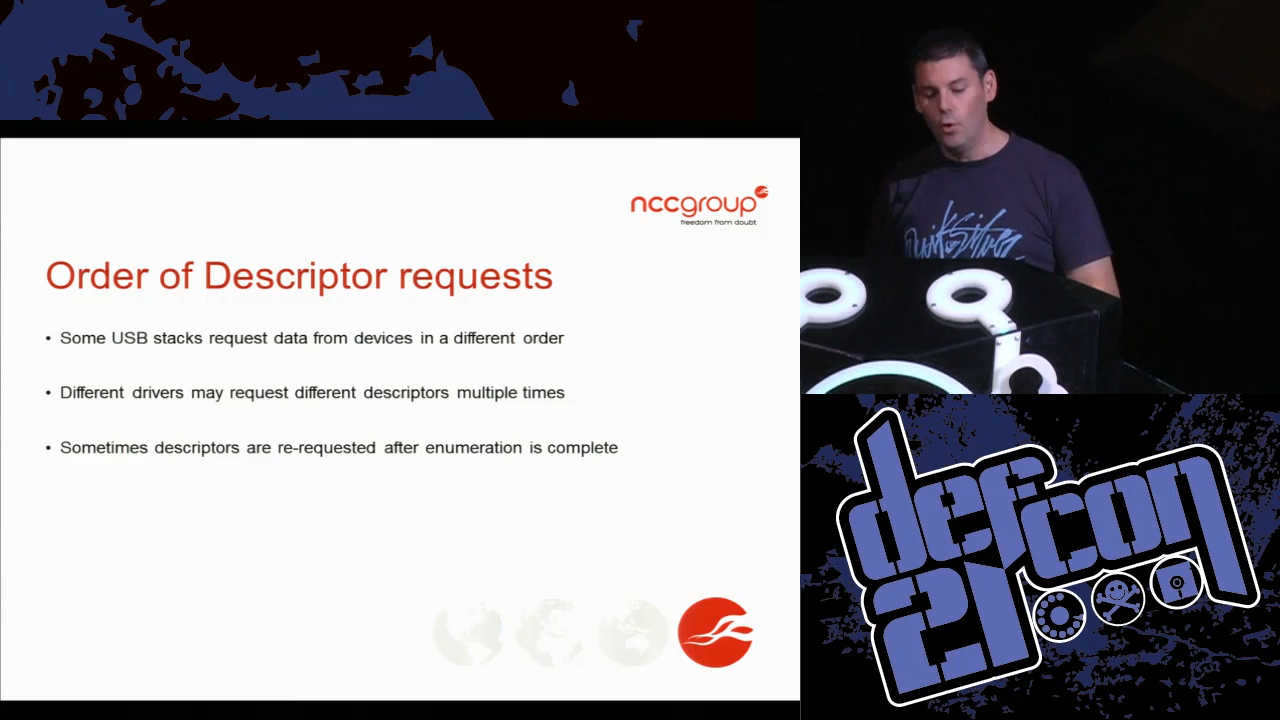 nccgroup
freedom from doubt
Order of Descriptor requests
• Some USB stacks request data from devices in a different order
• Different drivers may request different descriptors multiple times
• Sometimes descriptors are re-requested after enumeration is complete
QuikSilver
defcon
21